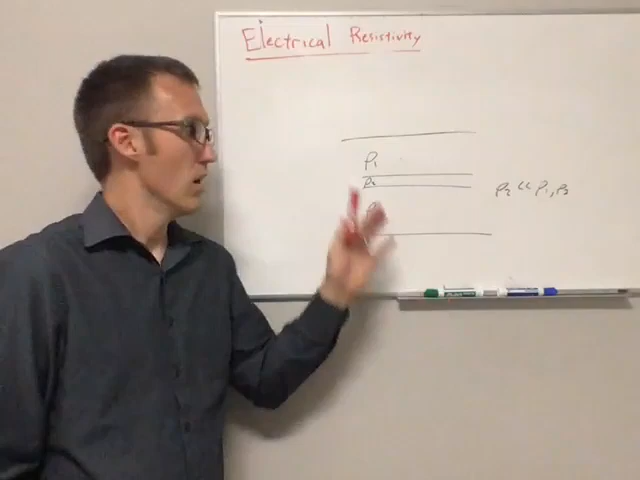 Electrical Resistivity
ρ₁
ρ₂
ρ₂ << ρ₁, ρ₃